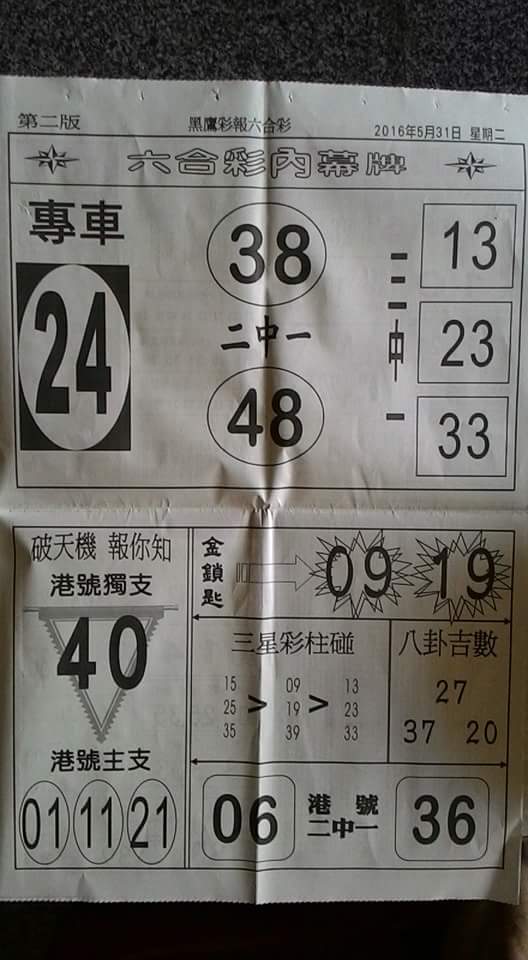 第二版 黑鷹彩報六合彩 2016年5月31日 星期二
六合彩內幕牌
專車
24
38
二中一
48
三中一
13
23
33
破天機 報你知
港號獨支
40
港號主支
01 11 21
金鎖匙
09 19
三星彩柱碰
15 09 13
25 > 19 > 23
35 39 33
八卦吉數
27
37 20
06
港號
二中一
36